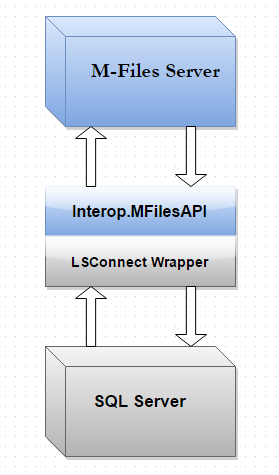 M-Files Server
Interop.MFilesAPI
LSConnect Wrapper
SQL Server